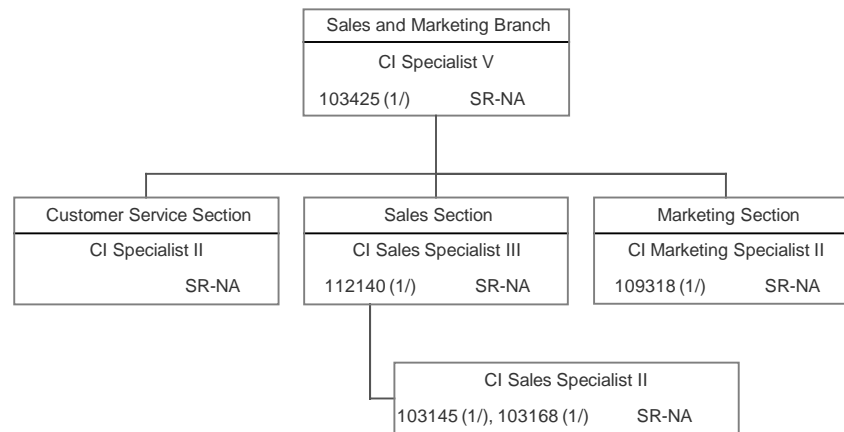 Sales and Marketing Branch
CI Specialist V
103425 (1/) SR-NA
Customer Service Section
CI Specialist II
SR-NA
Sales Section
CI Sales Specialist III
112140 (1/) SR-NA
Marketing Section
CI Marketing Specialist II
109318 (1/) SR-NA
CI Sales Specialist II
103145 (1/), 103168 (1/) SR-NA